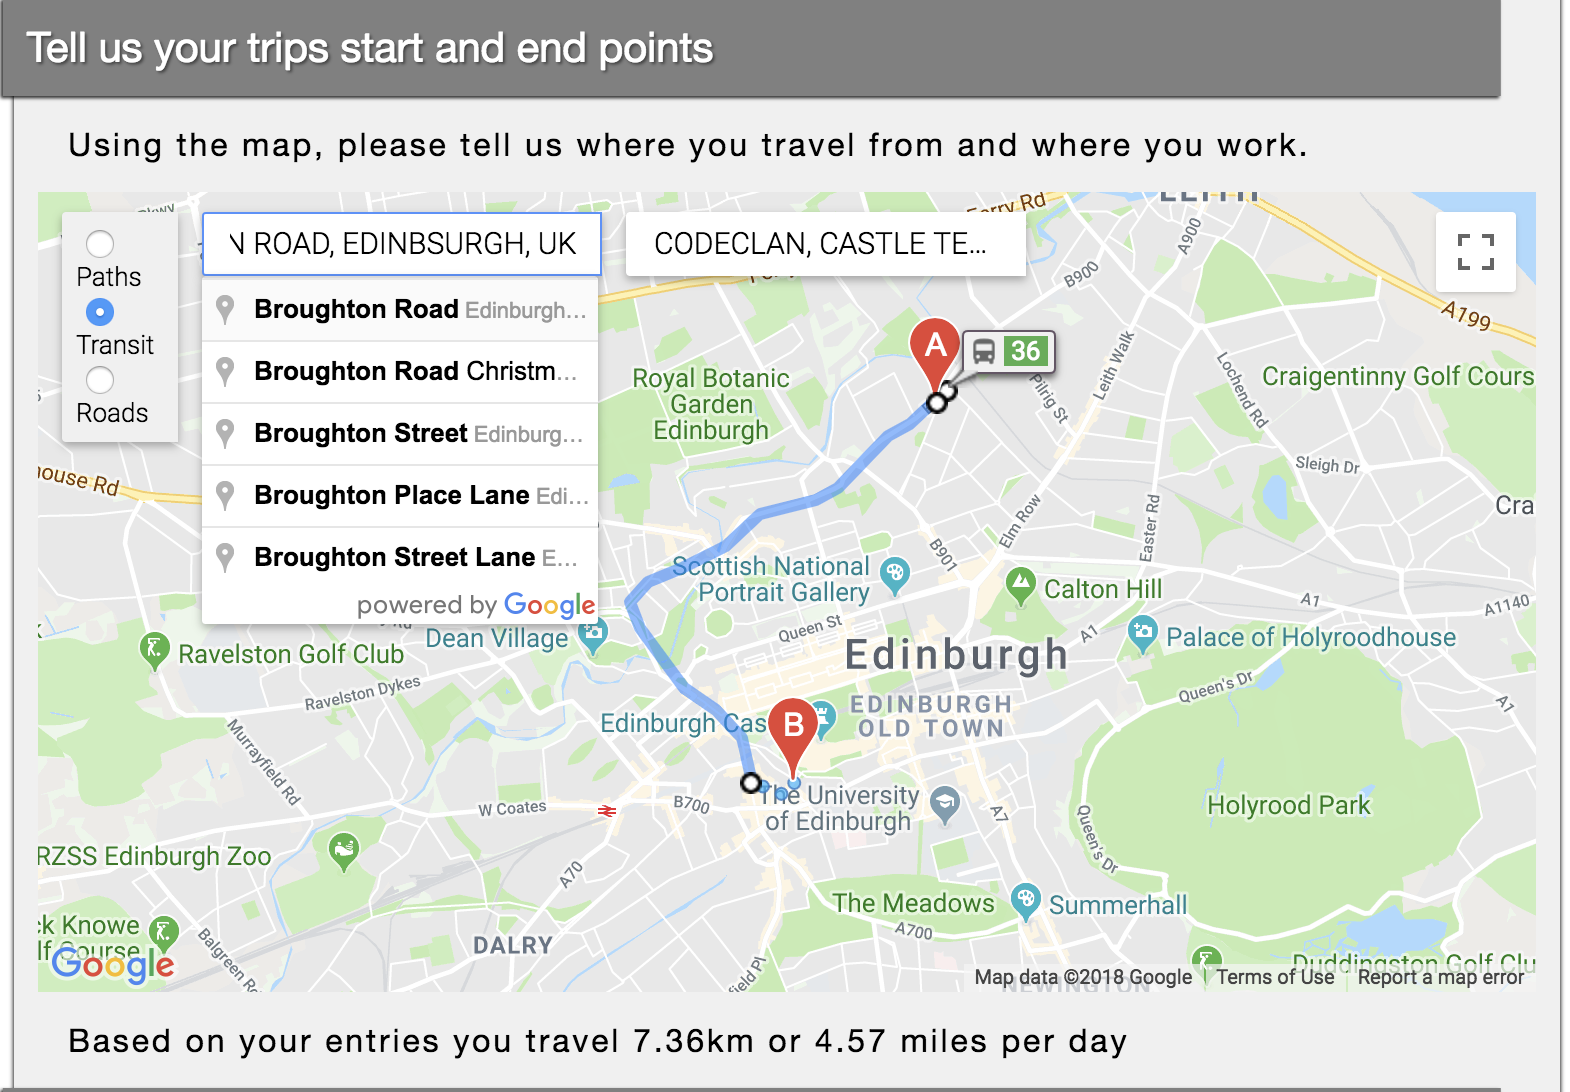 Tell us your trips start and end points
Using the map, please tell us where you travel from and where you work.
Paths
Transit
Roads
N ROAD, EDINBSURGH, UK
CODECLAN, CASTLE TE...
Broughton Road Edinburgh...
Broughton Road Christm...
Broughton Street Edinburg...
Broughton Place Lane Edi...
Broughton Street Lane E...
powered by Google
LEITH
Ferry Rd
A900
B900
A199
A
36
Leith Walk
Pilrig St
Lochend Rd
Craigentinny Golf Cours
Royal Botanic
Garden
Edinburgh
Sleigh Dr
house Rd
Cra
Elm Row
Easter Rd
B901
Scottish National
Portrait Gallery
Calton Hill
A1
A1140
Queen St
A1
Dean Village
Palace of Holyroodhouse
Ravelston Golf Club
Edinburgh
Ravelston Dykes
Queen's Dr
A1
EDINBURGH
OLD TOWN
Edinburgh Cas
B
Murrayfield Rd
The University
of Edinburgh
W Coates
B700
A7
Holyrood Park
Queen's Dr
RZSS Edinburgh Zoo
A70
The Meadows
Summerhall
ck Knowe
lf Course
A700
DALRY
Balgreen Rd
field Pl
Duddingston Golf Clu
Google
NEWINGTON
Map data ©2018 Google
Terms of Use
Report a map error
Based on your entries you travel 7.36km or 4.57 miles per day